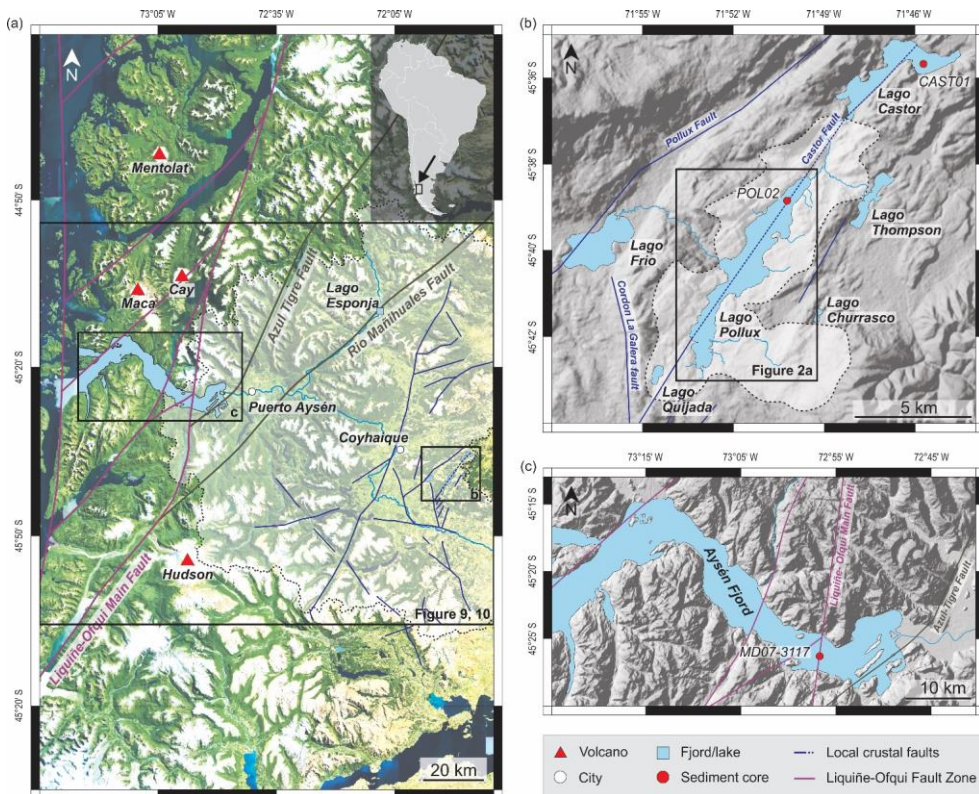 (a)
73°05' W
72°35' W
72°05' W
N
Mentolat
44°50' S
Maca
Cay
Azul Tigre Fault
Lago
Esponja
Rio Mañihuales Fault
45°20' S
c
Puerto Aysén
Coyhaique
b
45°50' S
Hudson
Liquiñe-Ofqui Main Fault
Figure 9, 10
45°20' S
20 km
(b)
71°55' W
71°52' W
71°49' W
71°46' W
N
45°36' S
CAST01
Lago
Castor
Pollux Fault
Castor Fault
45°38' S
POL02
Lago
Thompson
45°40' S
Lago
Frio
Cordon La Galera fault
Lago
Churrasco
Lago
Pollux
45°42' S
Figure 2a
Lago
Quijada
5 km
(c)
73°15' W
73°05' W
72°55' W
72°45' W
N
45°15' S
45°20' S
Aysén Fjord
Liquiñe-Ofqui Main Fault
Azul Tigre Fault
45°25' S
MD07-3117
10 km
Volcano
Fjord/lake
Local crustal faults
City
Sediment core
Liquiñe-Ofqui Fault Zone